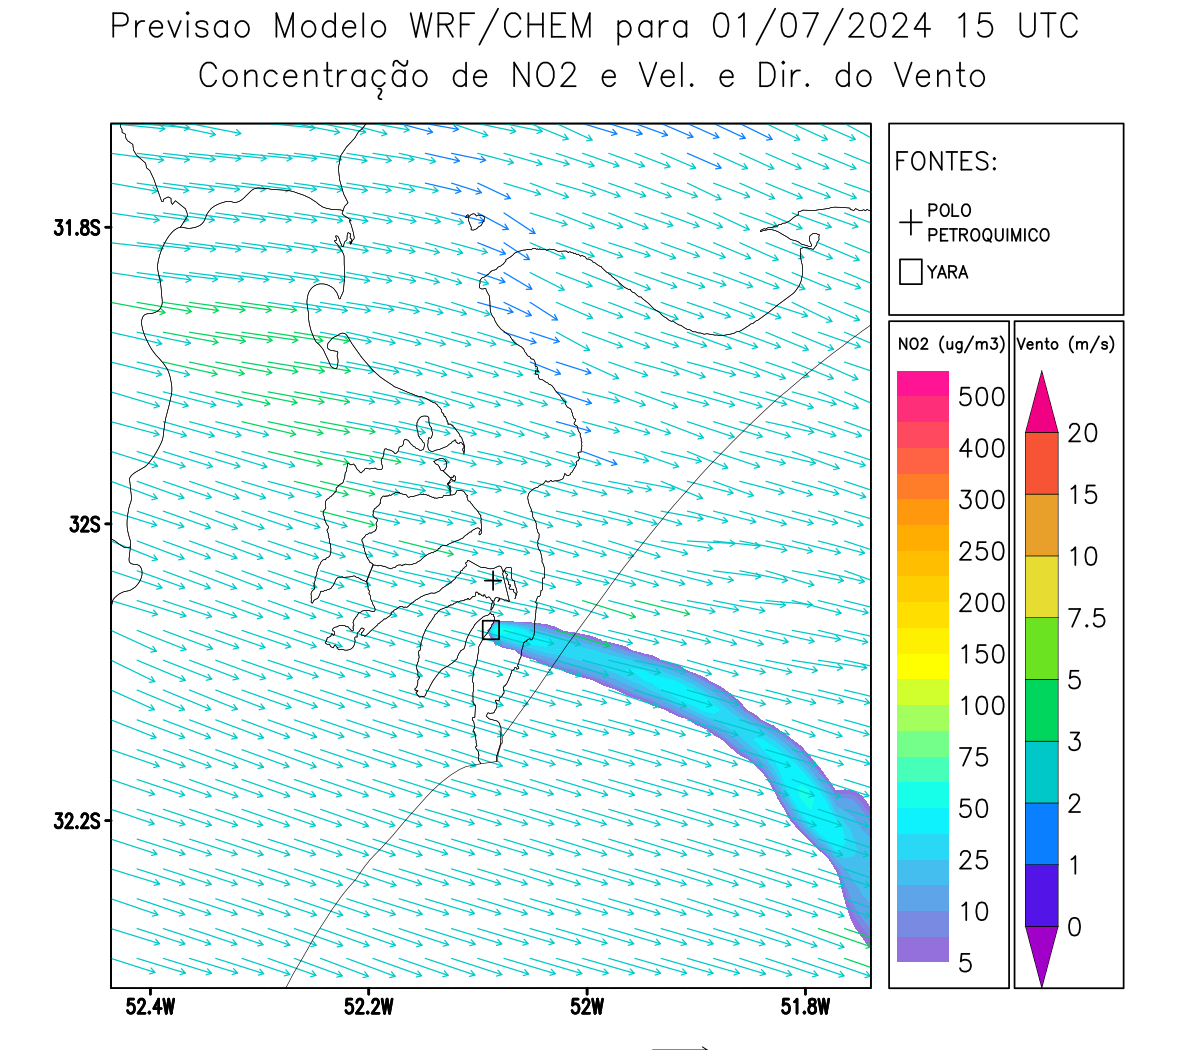 Previsao Modelo WRF/CHEM para 01/07/2024 15 UTC
Concentração de NO2 e Vel. e Dir. do Vento
FONTES:
POLO
PETROQUIMICO
YARA
NO2 (ug/m3)
500
400
300
250
200
150
100
75
50
25
10
5
Vento (m/s)
20
15
10
7.5
5
3
2
1
0
31.8S
32S
32.2S
52.4W 52.2W 52W 51.8W